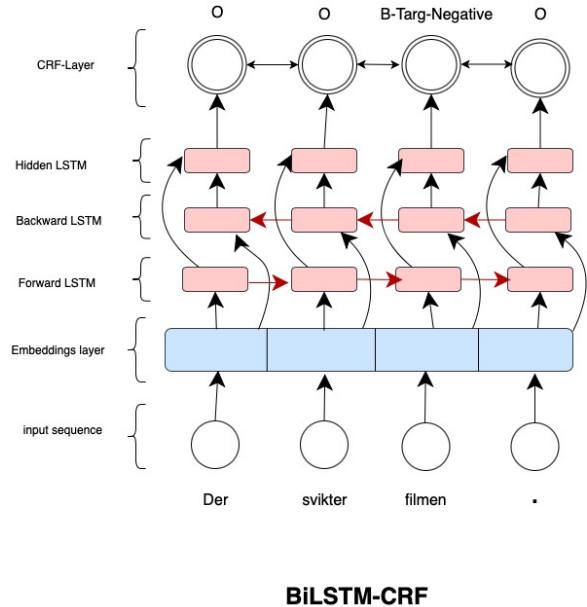 O O B-Targ-Negative O
CRF-Layer
Hidden LSTM
Backward LSTM
Forward LSTM
Embeddings layer
input sequence
Der svikter filmen .
BiLSTM-CRF